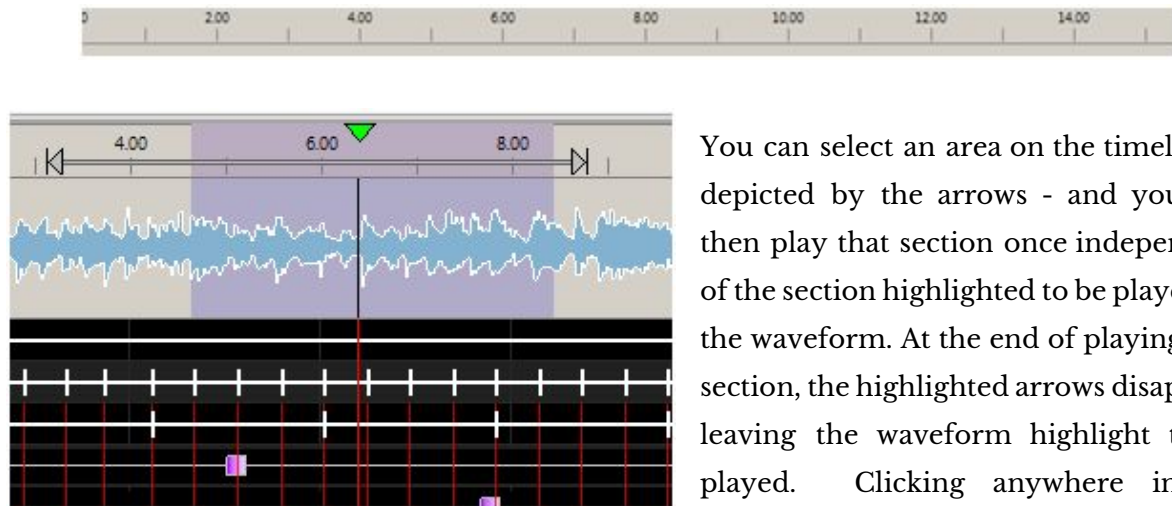 2.00 4.00 6.00 8.00 10.00 12.00 14.00
4.00 6.00 8.00
You can select an area on the timel
depicted by the arrows - and you
then play that section once indeper
of the section highlighted to be playe
the waveform. At the end of playing
section, the highlighted arrows disap
leaving the waveform highlight t
played. Clicking anywhere in